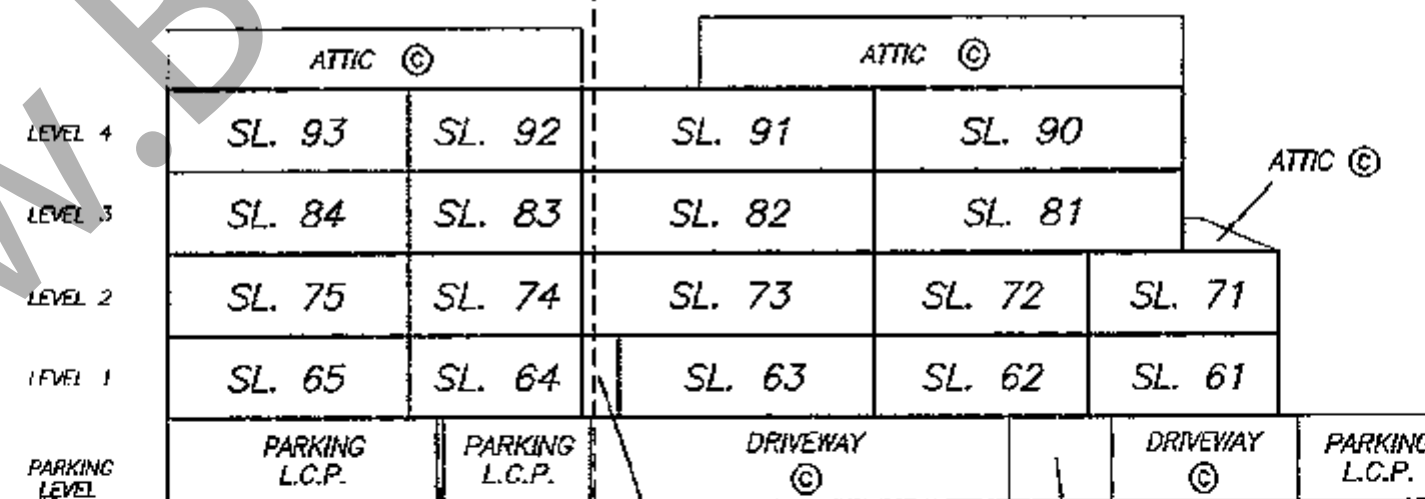 ATTIC Ⓒ ATTIC Ⓒ
LEVEL 4 SL. 93 SL. 92 SL. 91 SL. 90
ATTIC Ⓒ
LEVEL 3 SL. 84 SL. 83 SL. 82 SL. 81
LEVEL 2 SL. 75 SL. 74 SL. 73 SL. 72 SL. 71
LEVEL 1 SL. 65 SL. 64 SL. 63 SL. 62 SL. 61
PARKING LEVEL
PARKING L.C.P.
PARKING L.C.P.
DRIVEWAY Ⓒ
DRIVEWAY Ⓒ
PARKING L.C.P.